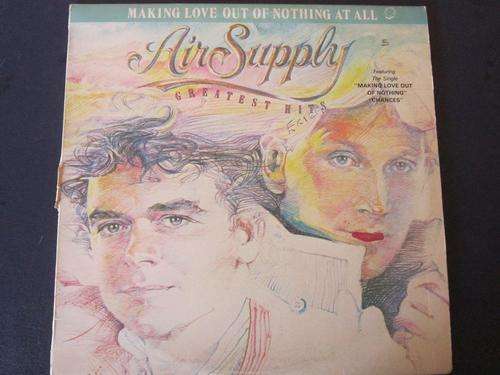 MAKING LOVE OUT OF NOTHING AT ALL
Air Supply
GREATEST HITS
Featuring
The Single
"MAKING LOVE OUT
OF NOTHING"
"CHANCES"